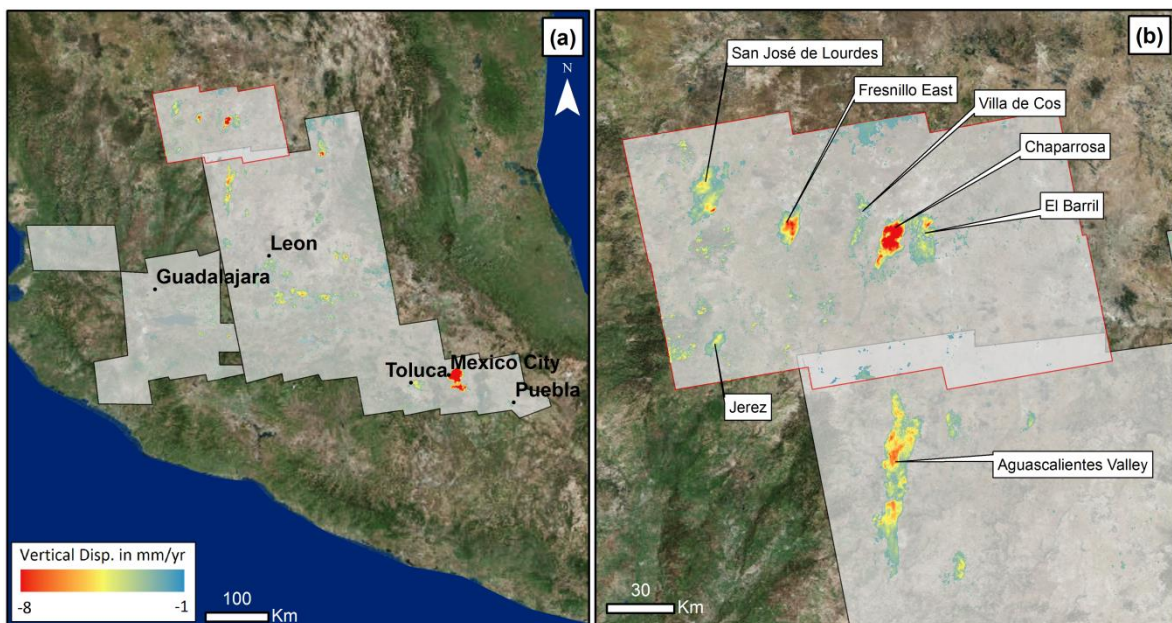 (a)
N
Leon
Guadalajara
Toluca
Mexico City
Puebla
Vertical Disp. in mm/yr
-8
-1
100
Km
(b)
San José de Lourdes
Fresnillo East
Villa de Cos
Chaparrosa
El Barril
Jerez
Aguascalientes Valley
30
Km